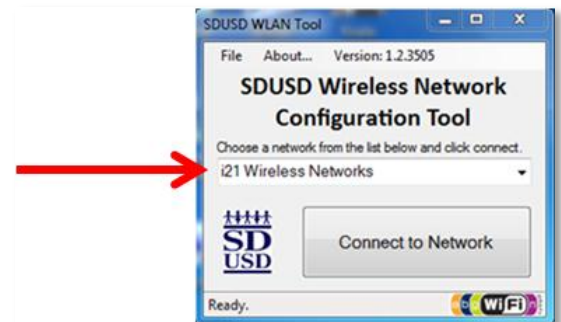 SDUSD WLAN Tool
File About... Version: 1.2.3505
SDUSD Wireless Network
Configuration Tool
Choose a network from the list below and click connect.
i21 Wireless Networks
SD
USD
Connect to Network
Ready.
WiFi